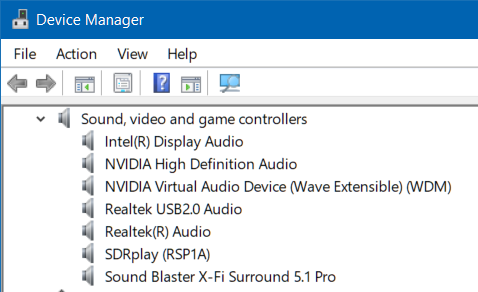 Device Manager
File Action View Help
Sound, video and game controllers
Intel(R) Display Audio
NVIDIA High Definition Audio
NVIDIA Virtual Audio Device (Wave Extensible) (WDM)
Realtek USB2.0 Audio
Realtek(R) Audio
SDRplay (RSP1A)
Sound Blaster X-Fi Surround 5.1 Pro